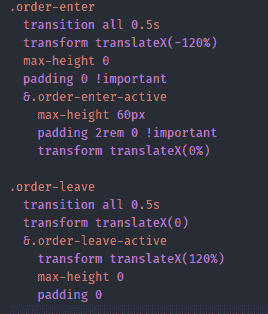 .order-enter
transition all 0.5s
transform translateX(-120%)
max-height 0
padding 0 !important
&.order-enter-active
max-height 60px
padding 2rem 0 !important
transform translateX(0%)
.order-leave
transition all 0.5s
transform translateX(0)
&.order-leave-active
transform translateX(120%)
max-height 0
padding 0